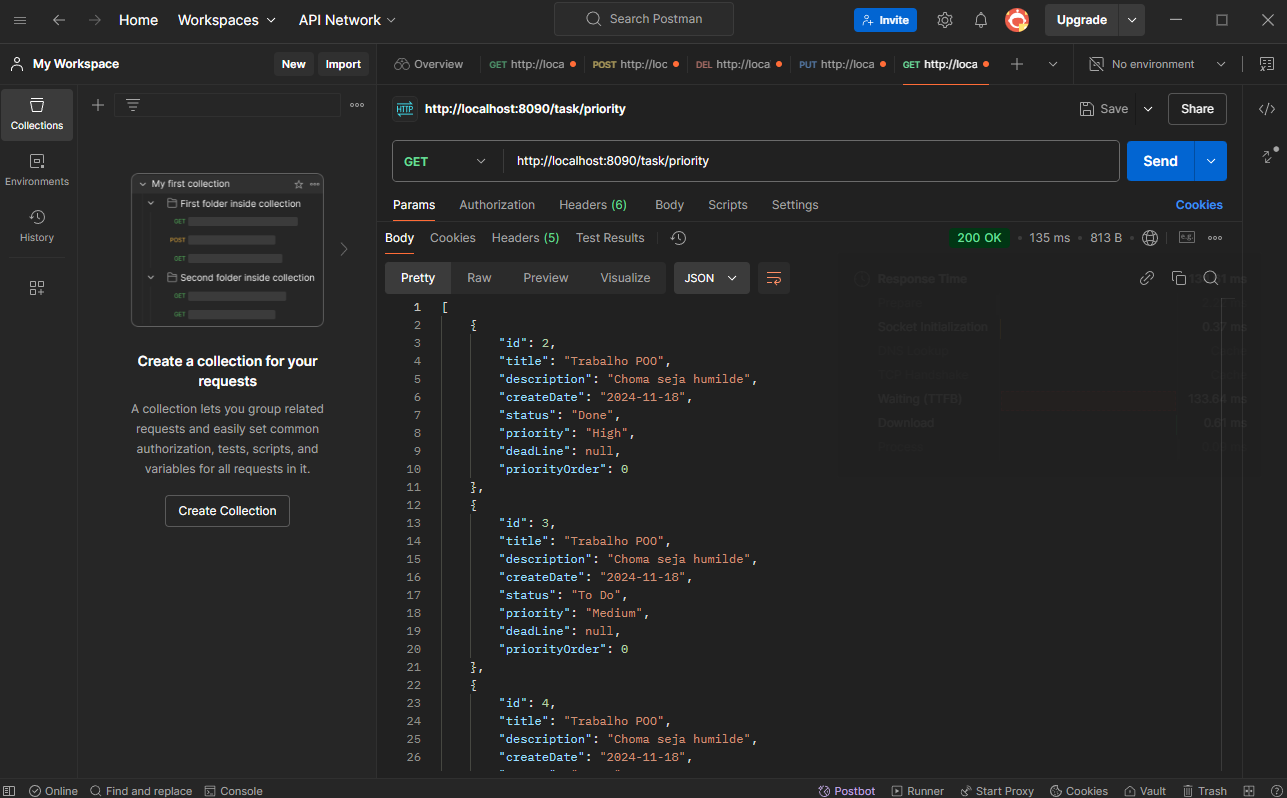 Home Workspaces API Network Search Postman Invite Upgrade
My Workspace New Import Overview GET http://loca POST http://loc DEL http://loca PUT http://loca GET http://loca No environment
Collections
Environments
History
My first collection
First folder inside collection
GET
POST
GET
Second folder inside collection
GET
GET
Create a collection for your
requests
A collection lets you group related
requests and easily set common
authorization, tests, scripts, and
variables for all requests in it.
Create Collection
HTTP http://localhost:8090/task/priority Save Share
GET http://localhost:8090/task/priority Send
Params Authorization Headers (6) Body Scripts Settings Cookies
Body Cookies Headers (5) Test Results 200 OK • 135 ms • 813 B e.g.
Pretty Raw Preview Visualize JSON
Response Time
Socket Initialization 0.37 ms
Waiting (TTFB) 133.64 ms
Download 0.61 ms
1 [
2 {
3 "id": 2,
4 "title": "Trabalho POO",
5 "description": "Choma seja humilde",
6 "createDate": "2024-11-18",
7 "status": "Done",
8 "priority": "High",
9 "deadLine": null,
10 "priorityOrder": 0
11 },
12 {
13 "id": 3,
14 "title": "Trabalho POO",
15 "description": "Choma seja humilde",
16 "createDate": "2024-11-18",
17 "status": "To Do",
18 "priority": "Medium",
19 "deadLine": null,
20 "priorityOrder": 0
21 },
22 {
23 "id": 4,
24 "title": "Trabalho POO",
25 "description": "Choma seja humilde",
26 "createDate": "2024-11-18",
Online Find and replace Console Postbot Runner Start Proxy Cookies Vault Trash